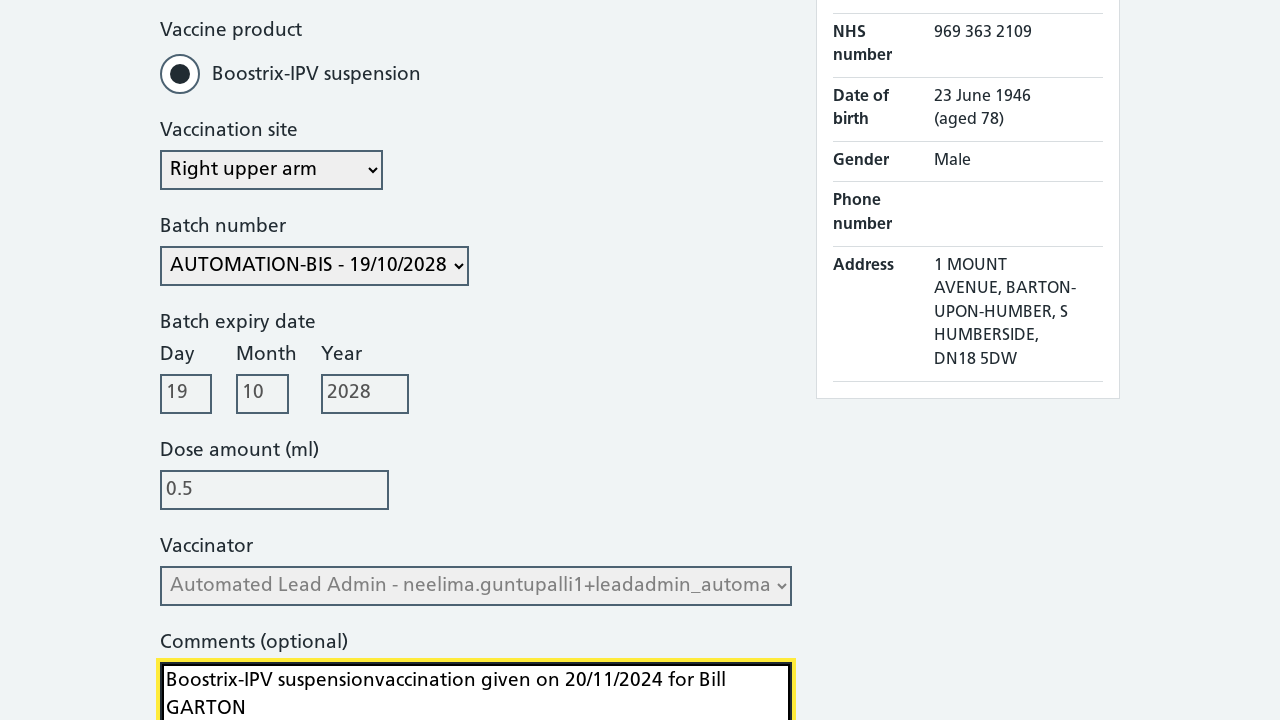 Vaccine product
Boostrix-IPV suspension
Vaccination site
Right upper arm
Batch number
AUTOMATION-BIS - 19/10/2028
Batch expiry date
Day Month Year
19 10 2028
Dose amount (ml)
0.5
Vaccinator
Automated Lead Admin - neelima.guntupalli1+leadadmin_automa
Comments (optional)
Boostrix-IPV suspensionvaccination given on 20/11/2024 for Bill
GARTON
NHS number 969 363 2109
Date of birth 23 June 1946
(aged 78)
Gender Male
Phone number
Address 1 MOUNT
AVENUE, BARTON-
UPON-HUMBER, S
HUMBERSIDE,
DN18 5DW